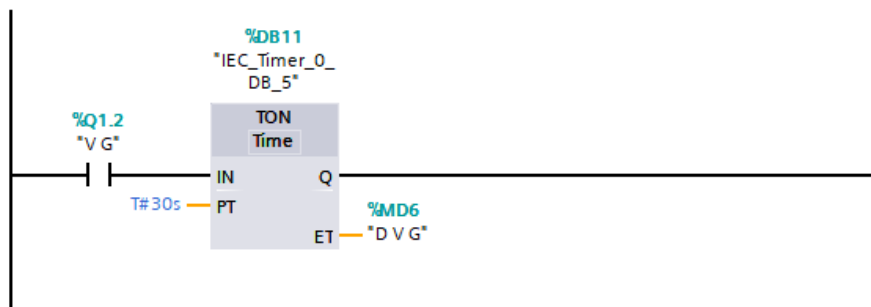 %DB11
"IEC_Timer_0_
DB_5"
%Q1.2
"V G"
TON
Time
IN
Q
T#30s
PT
%MD6
ET
"D V G"